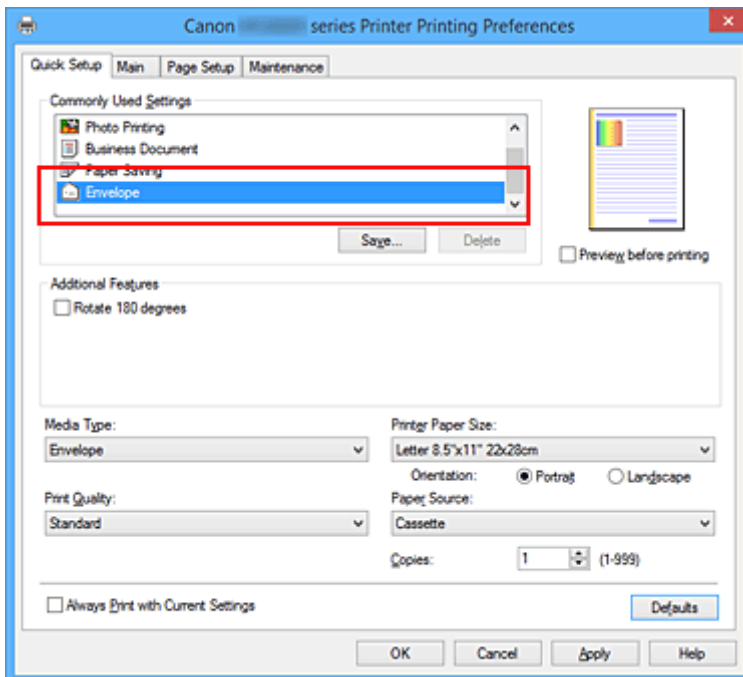 Canon series Printer Printing Preferences
Quick Setup Main Page Setup Maintenance
Commonly Used Settings
Photo Printing
Business Document
Paper Saving
Envelope
Save... Delete
Preview before printing
Additional Features
Rotate 180 degrees
Media Type: Printer Paper Size:
Envelope Letter 8.5"x11" 22x28cm
Orientation: Portrait Landscape
Print Quality: Paper Source:
Standard Cassette
Copies: 1 (1-999)
Always Print with Current Settings
Defaults
OK Cancel Apply Help